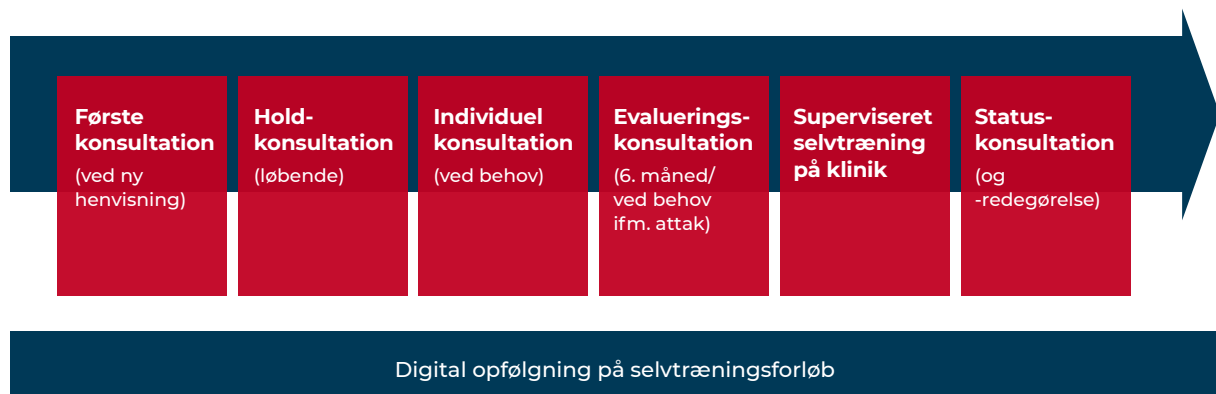 Første
konsultation
(ved ny
henvisning)
Hold-
konsultation
(løbende)
Individuel
konsultation
(ved behov)
Evaluerings-
konsultation
(6. måned/
ved behov
ifm. attak)
Superviseret
selvtræning
på klinik
Status-
konsultation
(og
-redegørelse)
Digital opfølgning på selvtræningsforløb